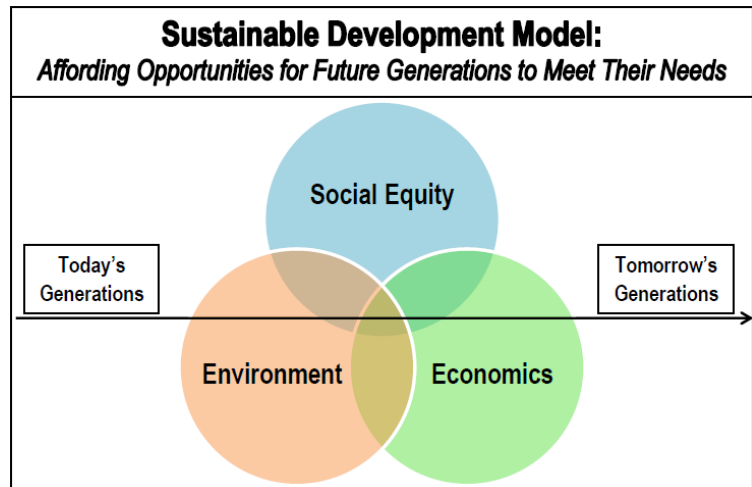 Sustainable Development Model:
Affording Opportunities for Future Generations to Meet Their Needs
Social Equity
Today’s
Generations
Tomorrow’s
Generations
Environment
Economics